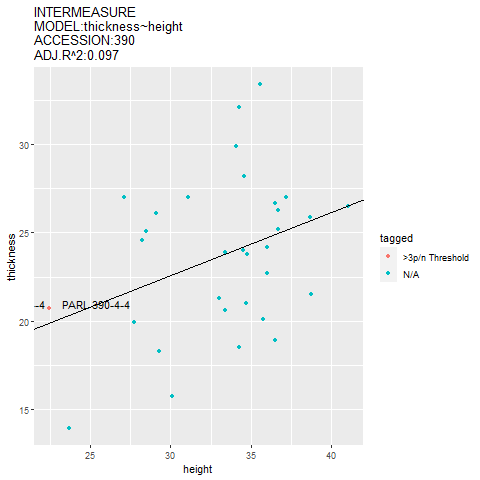 INTERMEASURE
MODEL:thickness~height
ACCESSION:390
ADJ.R^2:0.097
30
25
20
15
thickness
-4 PARL 390-4-4
25 30 35 40
height
tagged
>3p/n Threshold
N/A